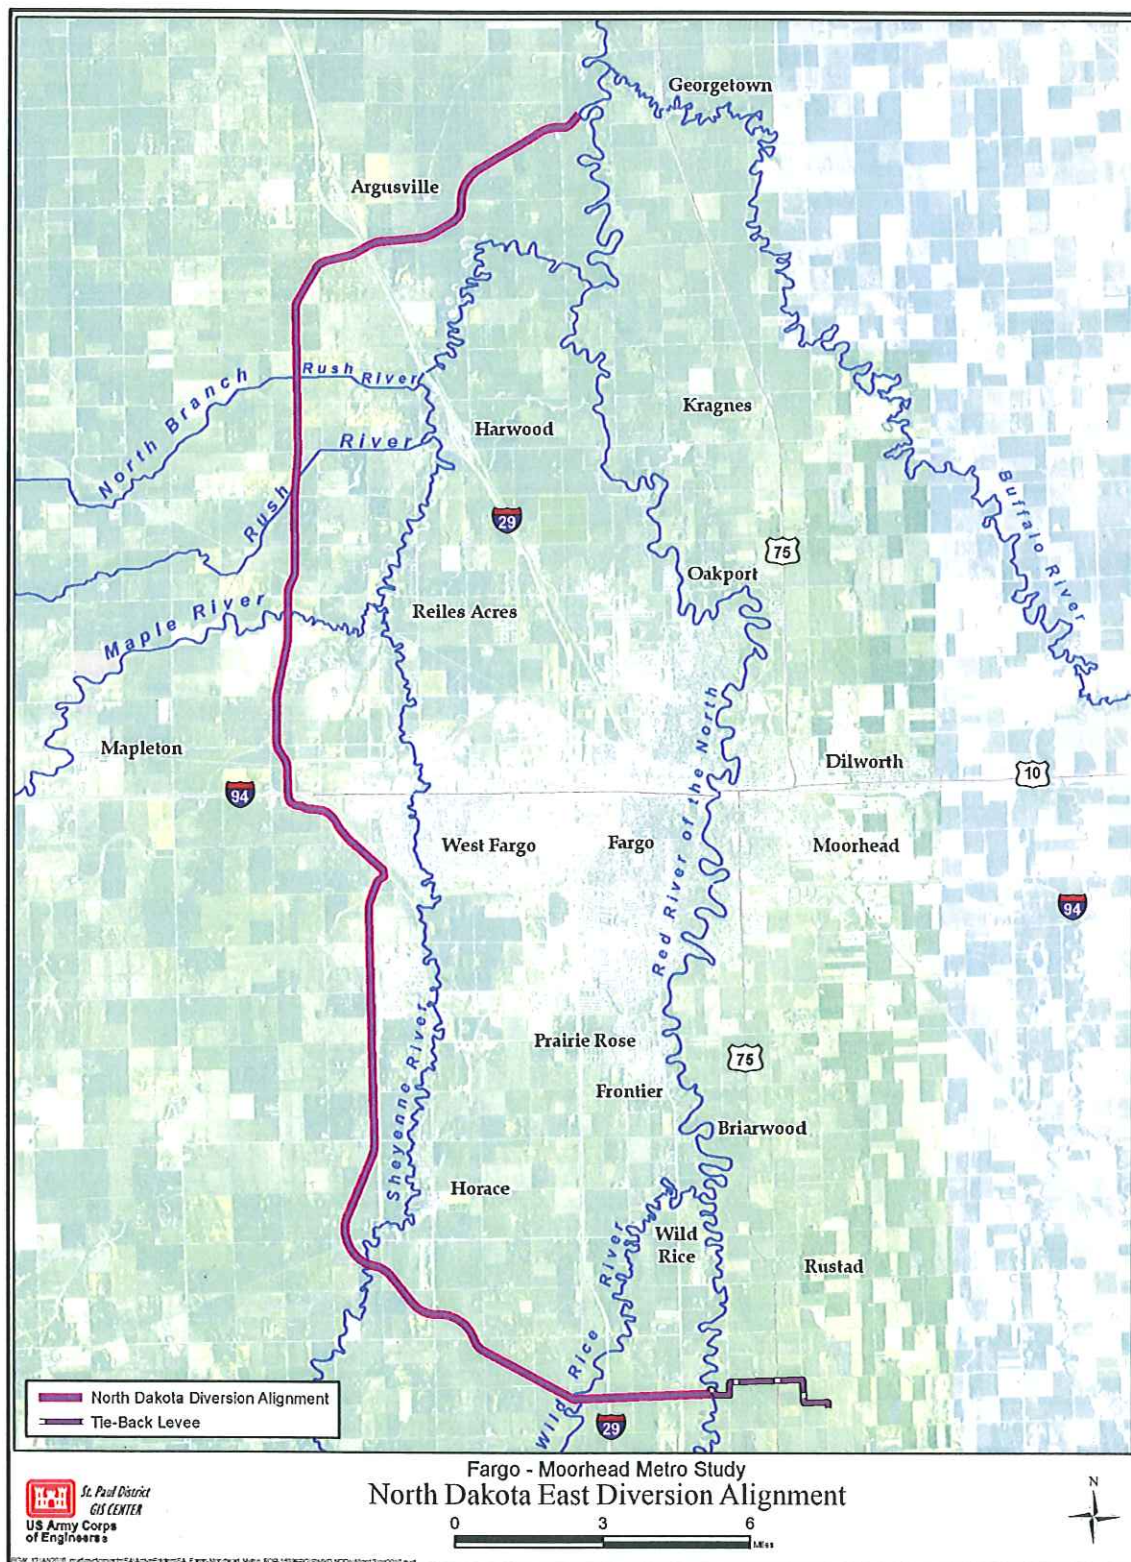 Georgetown
Argusville
North Branch
Rush River
Kragnes
Harwood
River
Rush
29
Buffalo River
75
Oakport
Maple River
Reiles Acres
Red River of the North
Mapleton
Dilworth
10
94
West Fargo
Fargo
Moorhead
94
Sheyenne River
Prairie Rose
75
Frontier
Briarwood
Horace
Wild
Rice
Rustad
Wild Rice River
29
North Dakota Diversion Alignment
Tie-Back Levee
Fargo - Moorhead Metro Study
North Dakota East Diversion Alignment
St. Paul District
GIS CENTER
US Army Corps
of Engineers®
0 3 6
Miles
N